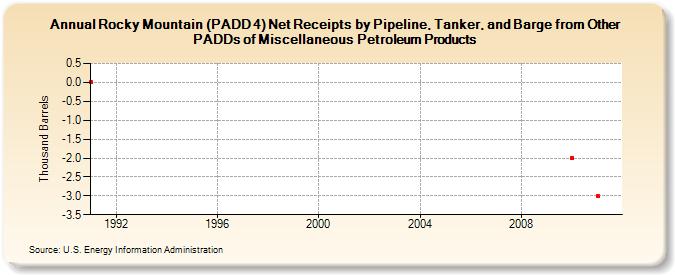 Annual Rocky Mountain (PADD 4) Net Receipts by Pipeline, Tanker, and Barge from Other
PADDs of Miscellaneous Petroleum Products
Thousand Barrels
0.5
0.0
-0.5
-1.0
-1.5
-2.0
-2.5
-3.0
-3.5
1992 1996 2000 2004 2008
Source: U.S. Energy Information Administration